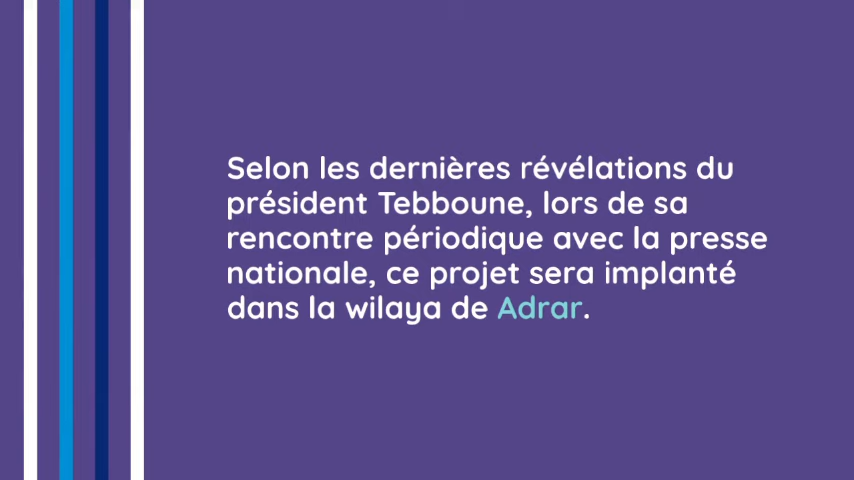 Selon les dernières révélations du
président Tebboune, lors de sa
rencontre périodique avec la presse
nationale, ce projet sera implanté
dans la wilaya de Adrar.